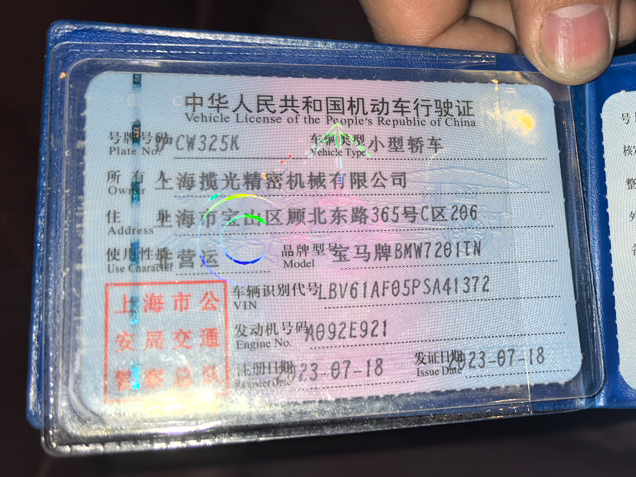 中华人民共和国机动车行驶证
Vehicle License of the People's Republic of China
号牌号码 沪CW325K 车辆类型 小型轿车
Plate No. Vehicle Type
所有人 上海揽光精密机械有限公司
Owner
住址 上海市宝山区顾北东路365号C区206
Address
使用性质 非营运 品牌型号 宝马牌BMW7201TN
Use Character Model
车辆识别代号 LBV61AF05PSA41372
VIN
发动机号码 A092E921
Engine No.
注册日期 2023-07-18 发证日期 2023-07-18
Register Date Issue Date
上海市公
安局交通
警察总队